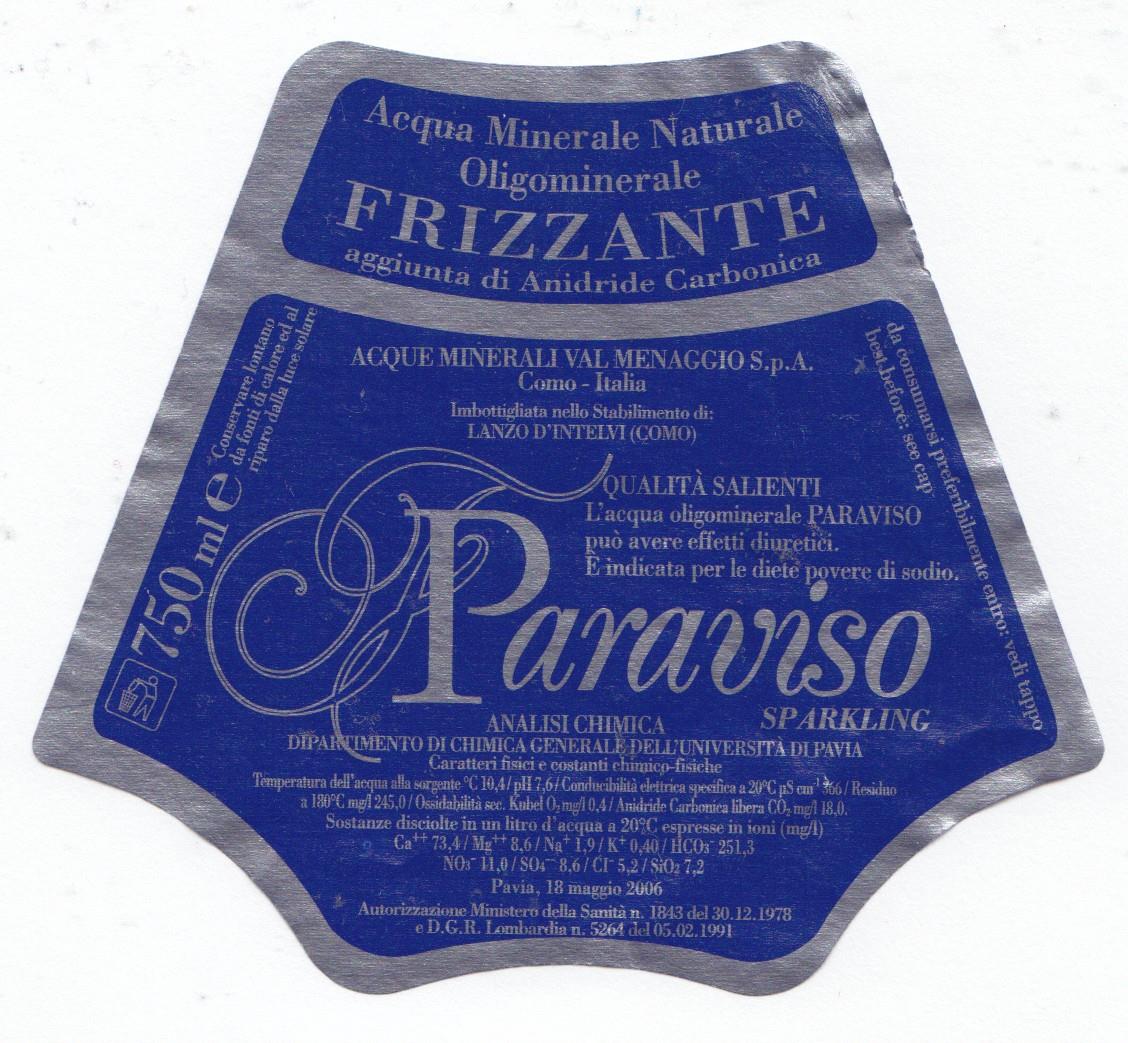 Acqua Minerale Naturale
Oligominerale
FRIZZANTE
aggiunta di Anidride Carbonica
Conservare lontano
da fonti di calore ed al
riparo dalla luce solare
750 ml e
da consumarsi preferibilmente entro: vedi tappo
best before: see cap
ACQUE MINERALI VAL MENAGGIO S.p.A.
Como - Italia
Imbottigliata nello Stabilimento di:
LANZO D'INTELVI (COMO)
QUALITÀ SALIENTI
L'acqua oligominerale PARAVISO
può avere effetti diuretici.
È indicata per le diete povere di sodio.
Paraviso
SPARKLING
ANALISI CHIMICA
DIPARTIMENTO DI CHIMICA GENERALE DELL'UNIVERSITÀ DI PAVIA
Caratteri fisici e costanti chimico-fisiche
Temperatura dell'acqua alla sorgente °C 10,4 / pH 7,6 / Conducibilità elettrica specifica a 20°C µS cm⁻¹ 366 / Residuo
a 180°C mg/l 245,0 / Ossidabilità sec. Kubel O₂ mg/l 0,4 / Anidride Carbonica libera CO₂ mg/l 18,0.
Sostanze disciolte in un litro d'acqua a 20°C espresse in ioni (mg/l)
Ca⁺⁺ 73,4 / Mg⁺⁺ 8,6 / Na⁺ 1,9 / K⁺ 0,40 / HCO₃⁻ 251,3
NO₃⁻ 11,0 / SO₄⁻⁻ 8,6 / Cl⁻ 5,2 / SiO₂ 7,2
Pavia, 18 maggio 2006
Autorizzazione Ministero della Sanità n. 1843 del 30.12.1978
e D.G.R. Lombardia n. 5264 del 05.02.1991